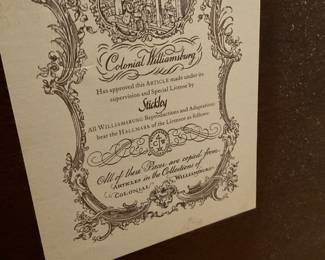 Colonial Williamsburg
Has approved this ARTICLE made under its
supervision and Special License by
Stickley
All WILLIAMSBURG Reproductions and Adaptations
bear the HALLMARK of the Licensee as follows:
CWF
All of these Pieces are copied from
ARTICLES in the Collections of
COLONIAL WILLIAMSBURG